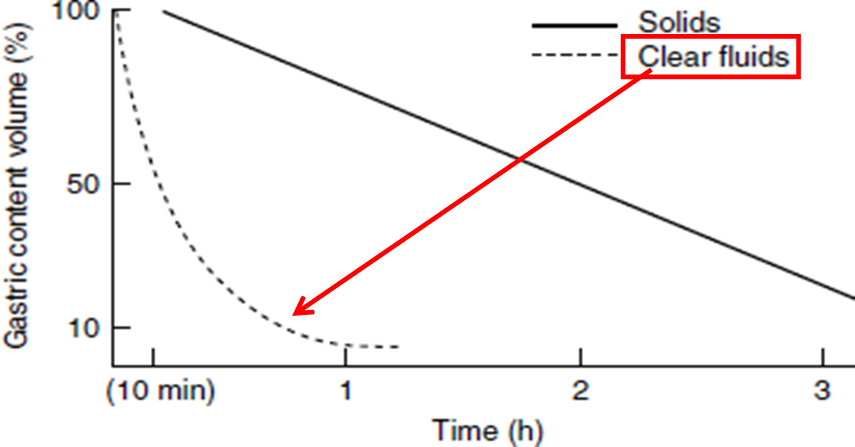 Gastric content volume (%)
100
50
10
Solids
Clear fluids
(10 min)
1
2
3
Time (h)